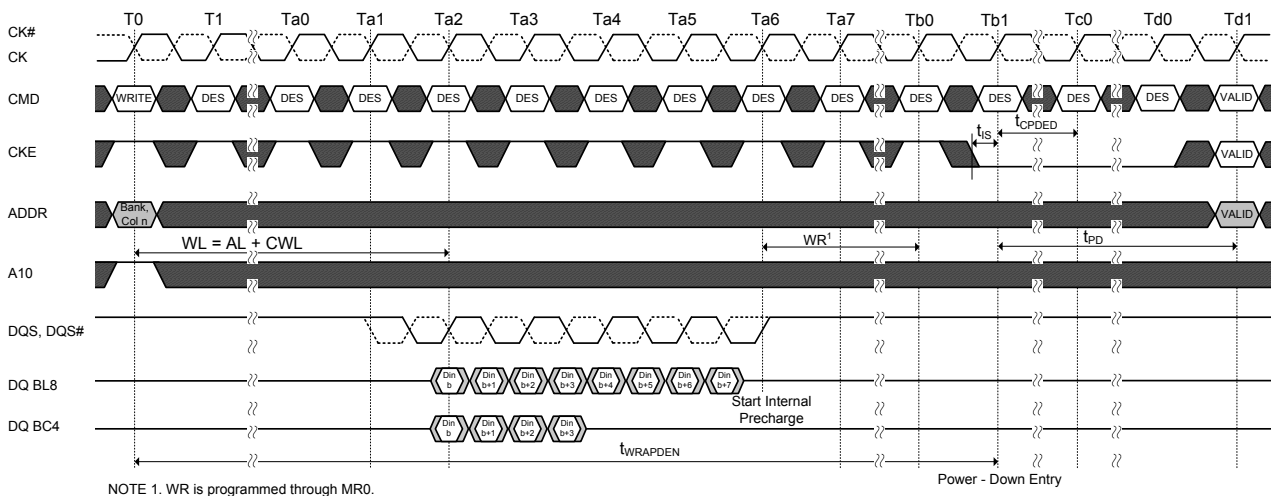 T0 T1 Ta0 Ta1 Ta2 Ta3 Ta4 Ta5 Ta6 Ta7 Tb0 Tb1 Tc0 Td0 Td1
CK#
CK
CMD WRITE DES DES DES DES DES DES DES DES DES DES DES DES DES VALID
tIS tCPDED
CKE VALID
ADDR Bank, VALID
Col n
WL = AL + CWL WR1 tPD
A10
DQS, DQS#
DQ BL8 Din Din Din Din Din Din Din Din
b b+1 b+2 b+3 b+4 b+5 b+6 b+7
Start Internal
Precharge
DQ BC4 Din Din Din Din
b b+1 b+2 b+3
tWRAPDEN
Power - Down Entry
NOTE 1. WR is programmed through MR0.